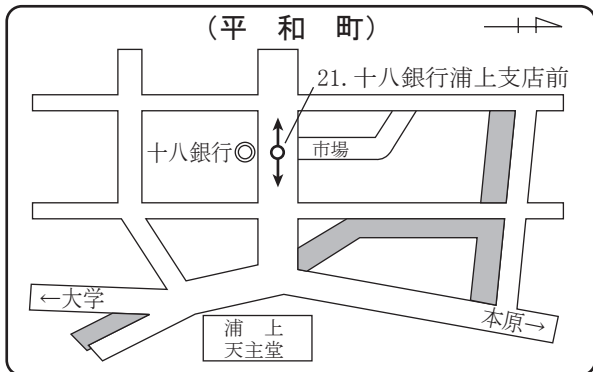 (平和町)
21. 十八銀行浦上支店前
十八銀行◎
市場
←大学
浦上
天主堂
本原→